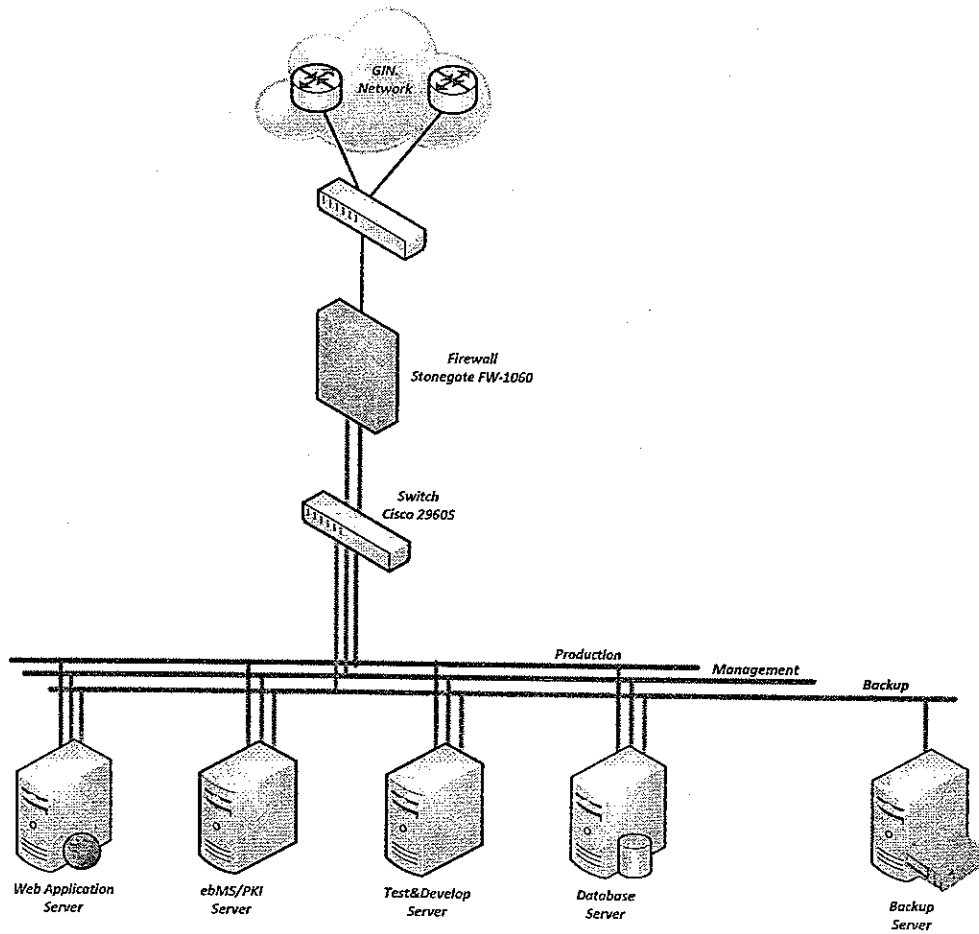 GIN.
Network
Firewall
Stonegate FW-1060
Switch
Cisco 2960S
Production
Management
Backup
Web Application
Server
ebMS/PKI
Server
Test&Develop
Server
Database
Server
Backup
Server